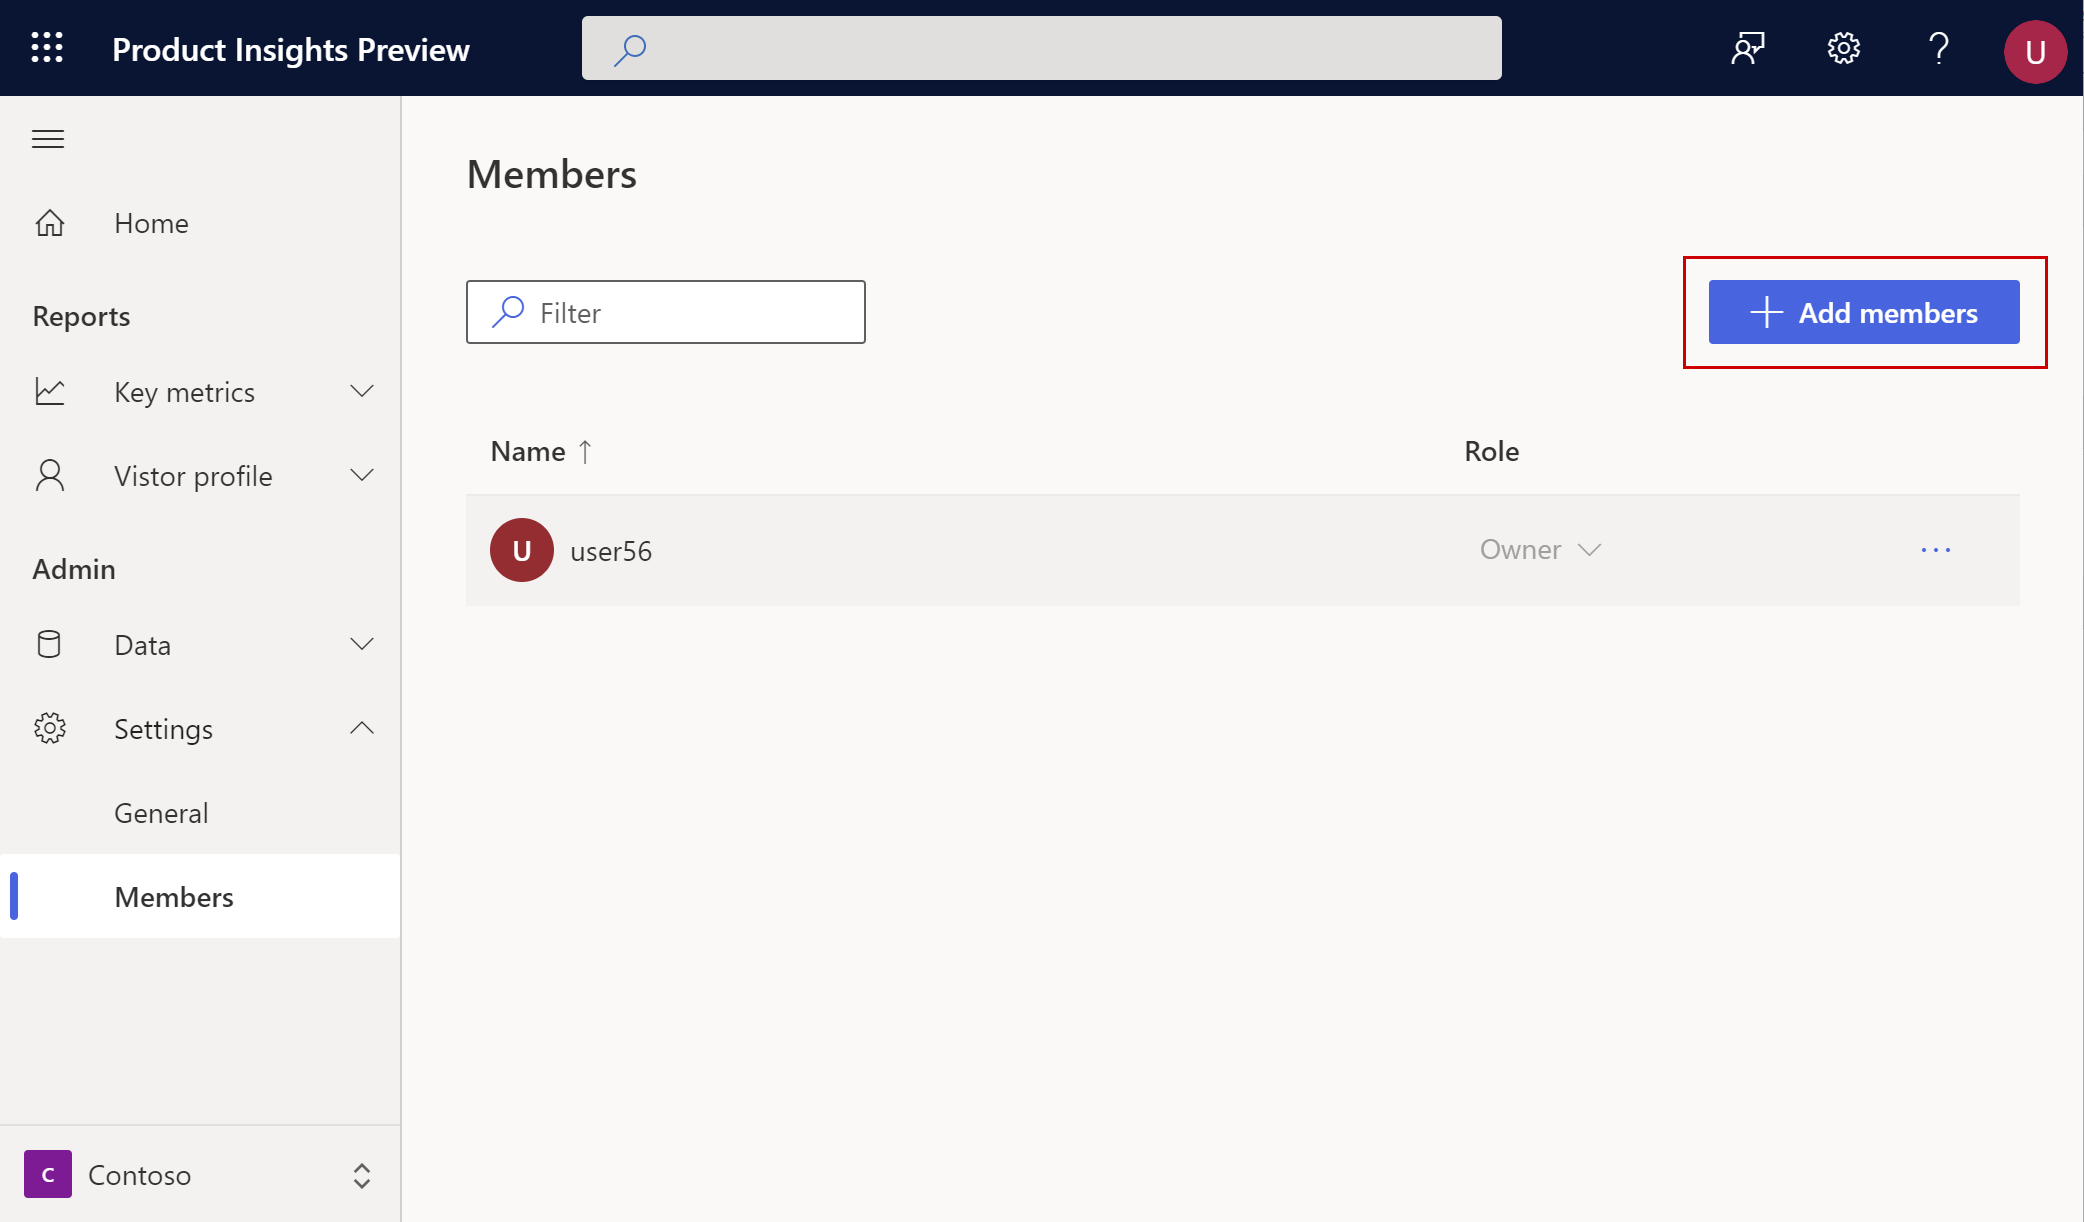 Product Insights Preview
U
Home
Reports
Key metrics
Vistor profile
Admin
Data
Settings
General
Members
C Contoso
Members
Filter
Add members
Name Role
U user56 Owner